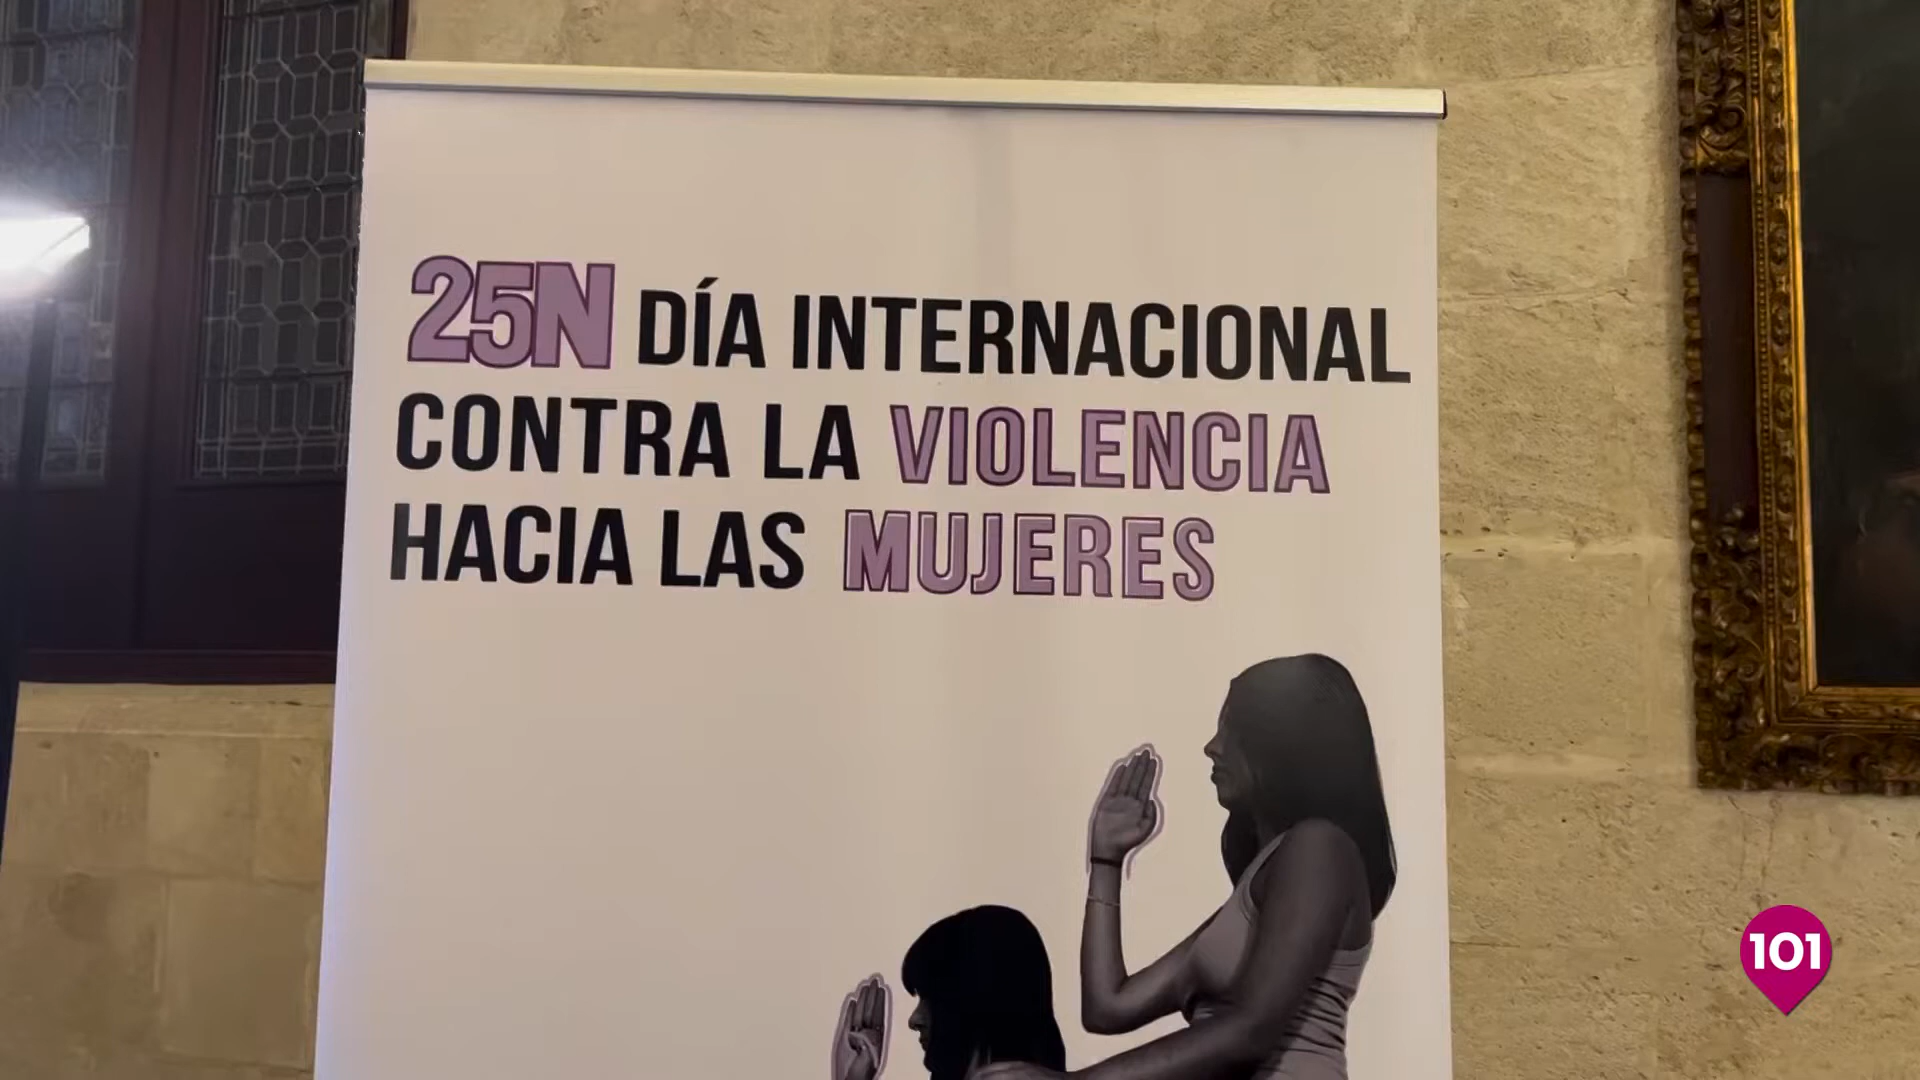 25N DÍA INTERNACIONAL
CONTRA LA VIOLENCIA
HACIA LAS MUJERES
101